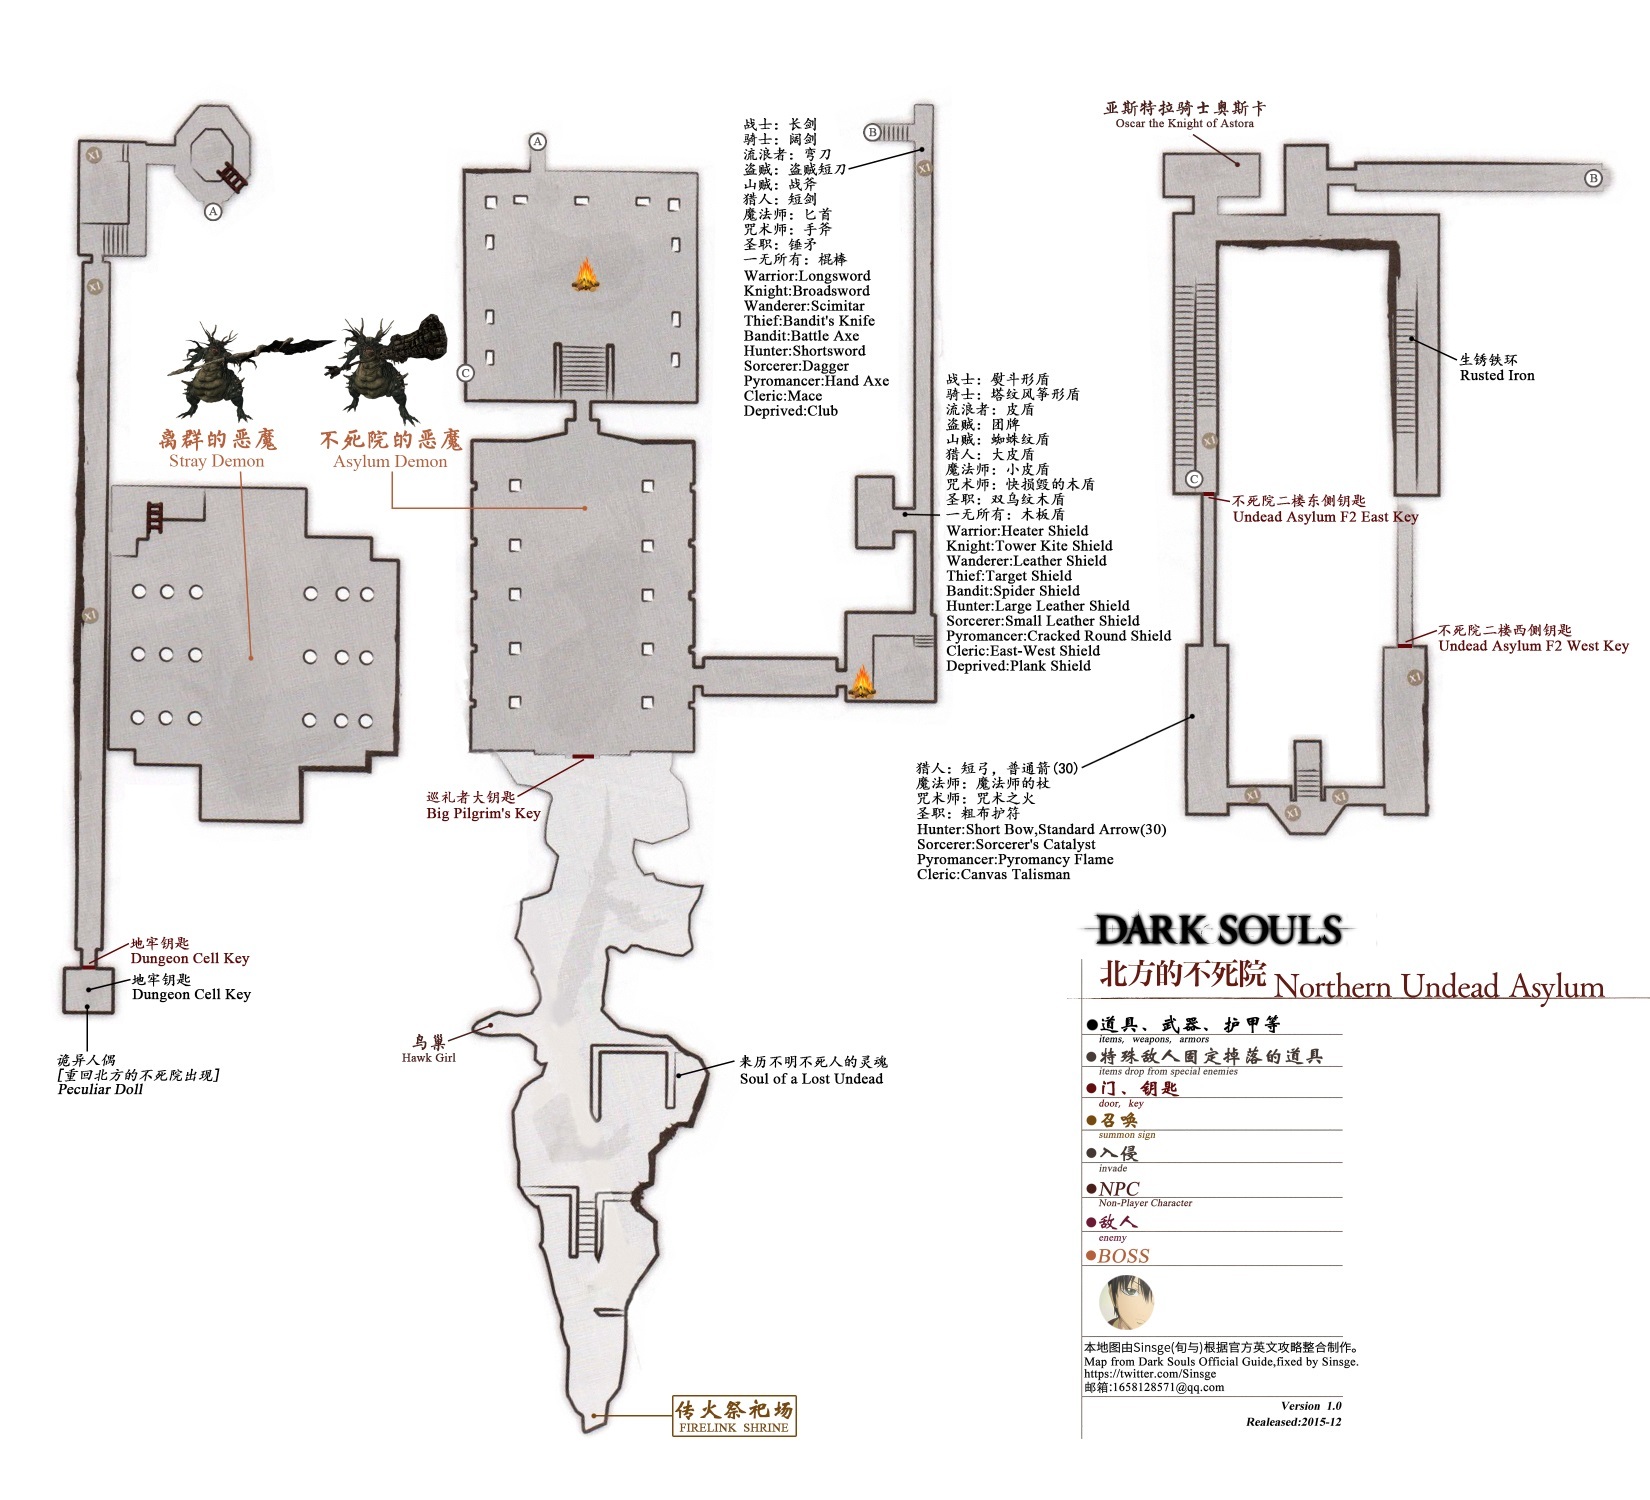 X1
A
X1
离群的恶魔
Stray Demon
不死院的恶魔
Asylum Demon
X1
地牢钥匙
Dungeon Cell Key
地牢钥匙
Dungeon Cell Key
诡异人偶
[重回北方的不死院出现]
Peculiar Doll
A
C
巡礼者大钥匙
Big Pilgrim's Key
鸟巢
Hawk Girl
来历不明不死人的灵魂
Soul of a Lost Undead
传火祭祀场
FIRELINK SHRINE
战士：长剑
骑士：阔剑
流浪者：弯刀
盗贼：盗贼短刀
山贼：战斧
猎人：短剑
魔法师：匕首
咒术师：手斧
圣职：锤矛
一无所有：棍棒
Warrior:Longsword
Knight:Broadsword
Wanderer:Scimitar
Thief:Bandit's Knife
Bandit:Battle Axe
Hunter:Shortsword
Sorcerer:Dagger
Pyromancer:Hand Axe
Cleric:Mace
Deprived:Club
B
X1
战士：熨斗形盾
骑士：塔纹风筝形盾
流浪者：皮盾
盗贼：团牌
山贼：蜘蛛纹盾
猎人：大皮盾
魔法师：小皮盾
咒术师：快损毁的木盾
圣职：双鸟纹木盾
一无所有：木板盾
Warrior:Heater Shield
Knight:Tower Kite Shield
Wanderer:Leather Shield
Thief:Target Shield
Bandit:Spider Shield
Hunter:Large Leather Shield
Sorcerer:Small Leather Shield
Pyromancer:Cracked Round Shield
Cleric:East-West Shield
Deprived:Plank Shield
亚斯特拉骑士奥斯卡
Oscar the Knight of Astora
B
生锈铁环
Rusted Iron
X1
C
不死院二楼东侧钥匙
Undead Asylum F2 East Key
不死院二楼西侧钥匙
Undead Asylum F2 West Key
X1
猎人：短弓，普通箭(30)
魔法师：魔法师的杖
咒术师：咒术之火
圣职：粗布护符
Hunter:Short Bow,Standard Arrow(30)
Sorcerer:Sorcerer's Catalyst
Pyromancer:Pyromancy Flame
Cleric:Canvas Talisman
X1
X1
X1
DARK SOULS
北方的不死院 Northern Undead Asylum
道具、武器、护甲等
items, weapons, armors
特殊敌人固定掉落的道具
items drop from special enemies
门、钥匙
door, key
召唤
summon sign
入侵
invade
NPC
Non-Player Character
敌人
enemy
BOSS
本地图由Sinsge(旬与)根据官方英文攻略整合制作。
Map from Dark Souls Official Guide,fixed by Sinsge.
https://twitter.com/Sinsge
邮箱:1658128571@qq.com
Version 1.0
Realeased:2015-12